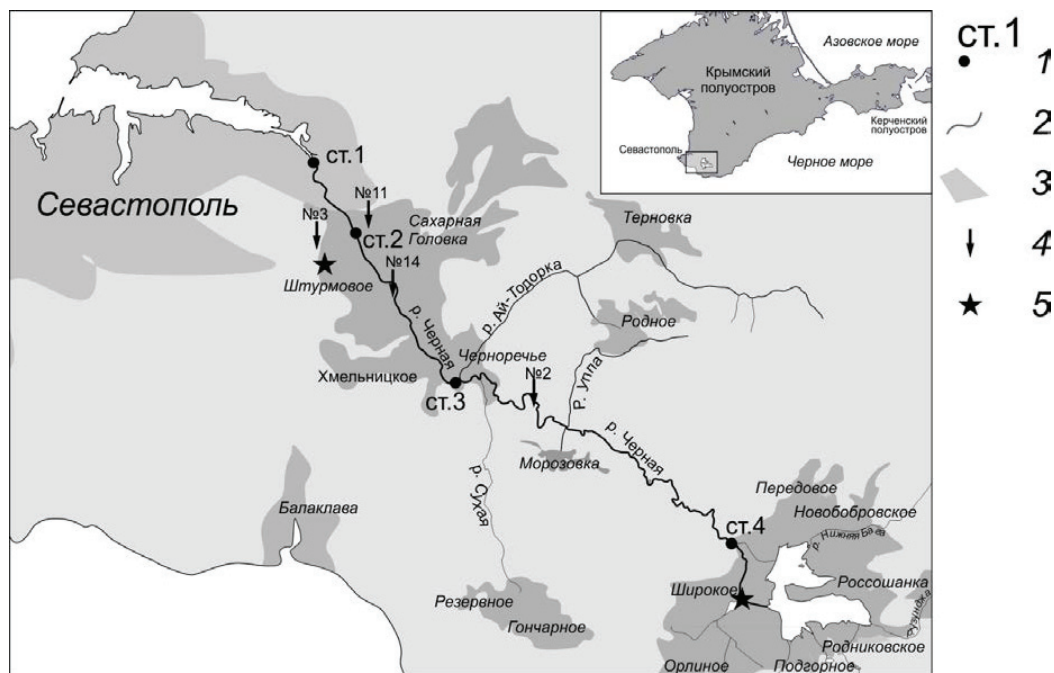 ст.1
1
Азовское море
Крымский
полуостров
Керченский
полуостров
Севастополь
Черное море
2
3
4
5
ст.1
Севастополь
№3
№11
ст.2
Сахарная
Головка
Терновка
№14
Штурмовое
р. Ай-Тодорка
Родное
р. Черная
Черноречье
Хмельницкое
№2
ст.3
Р. Уппа
р. Черная
Морозовка
р. Сухая
Передовое
Новобобровское
Балаклава
ст.4
р. Нижняя
Россошанка
Широкое
Резервное
Гончарное
Родниковское
Орлиное
Подгорное